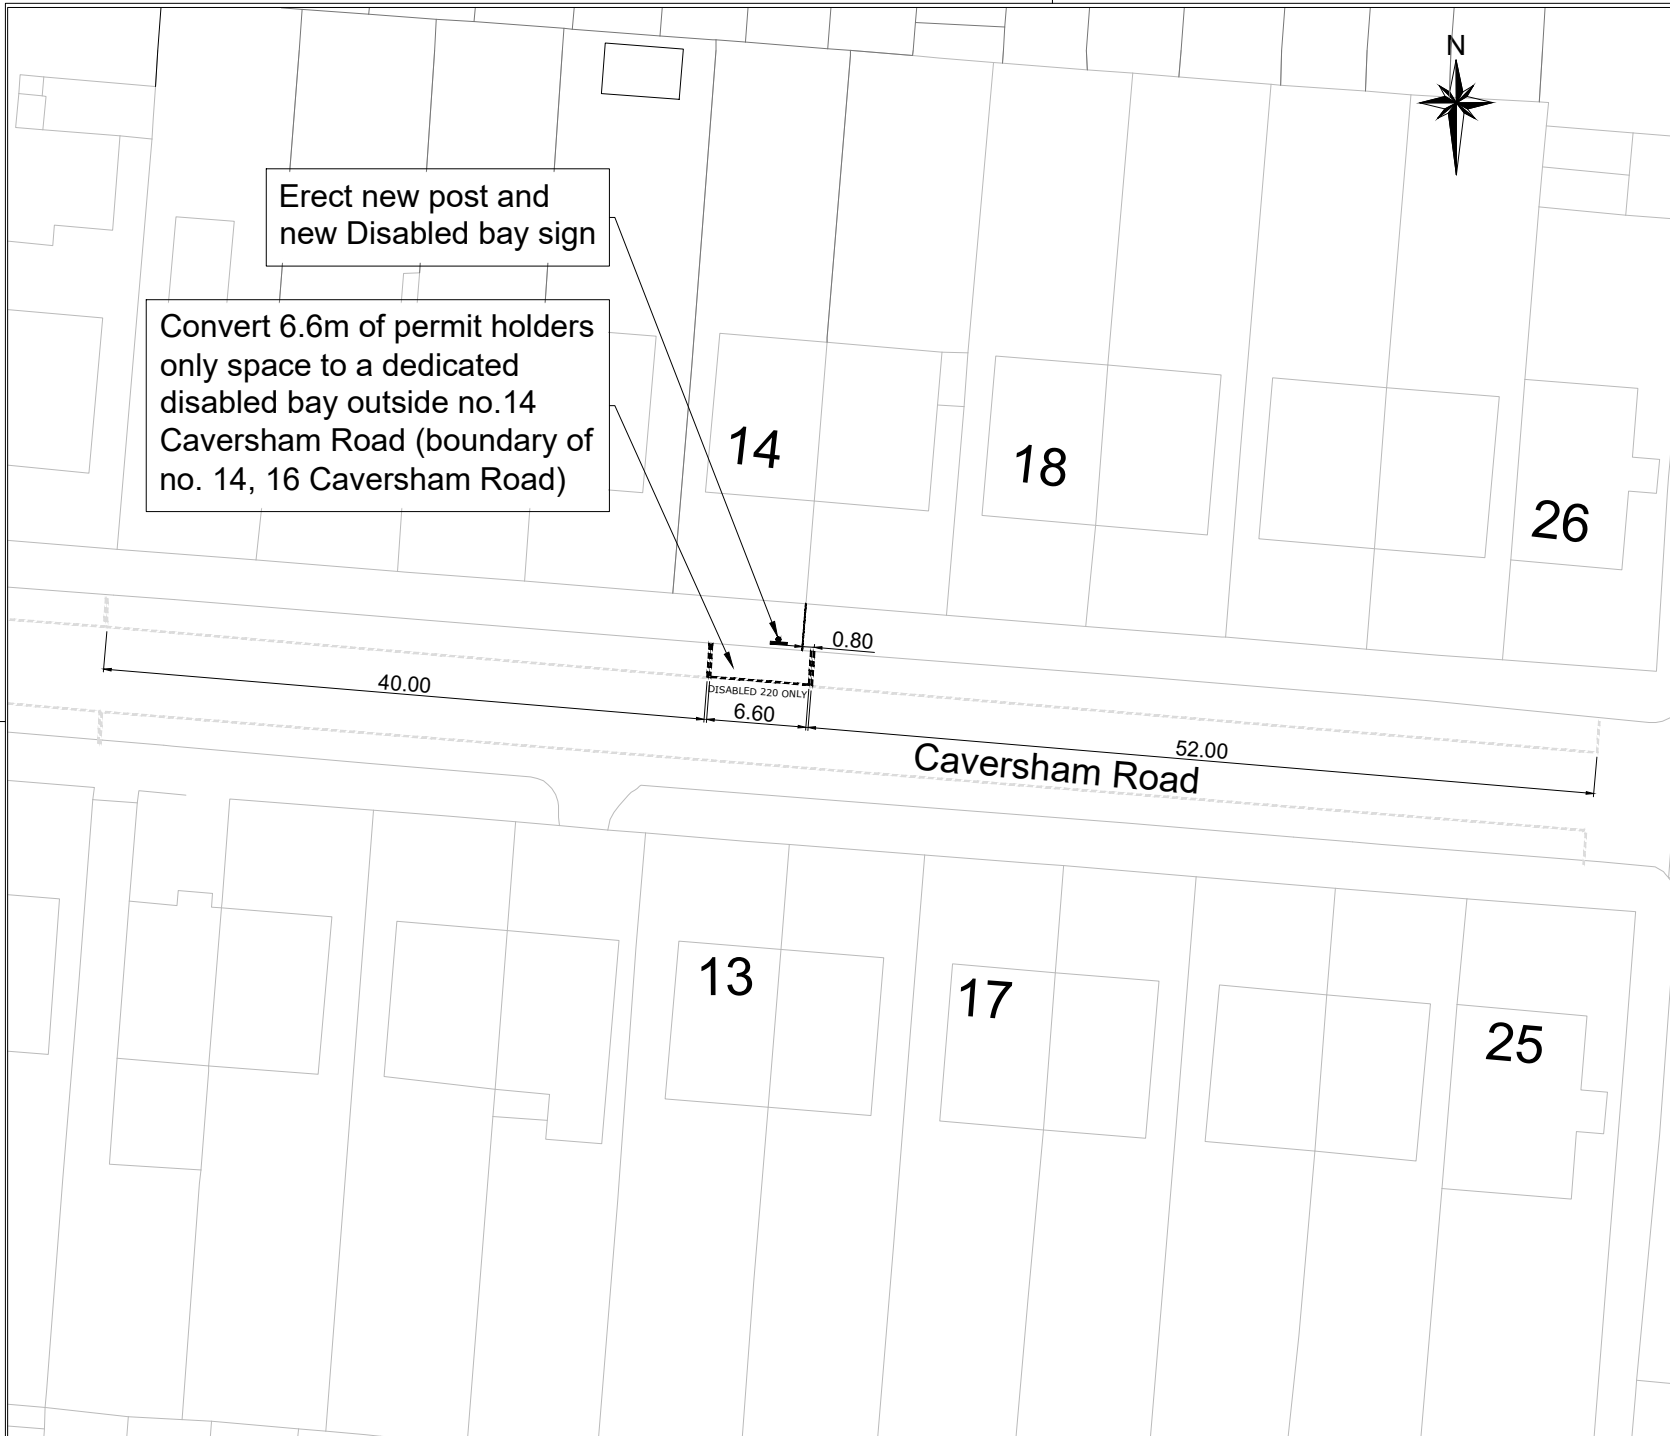 N
Erect new post and
new Disabled bay sign
Convert 6.6m of permit holders
only space to a dedicated
disabled bay outside no.14
Caversham Road (boundary of
no. 14, 16 Caversham Road)
14
18
26
0.80
40.00
DISABLED 220 ONLY
6.60
52.00
Caversham Road
13
17
25